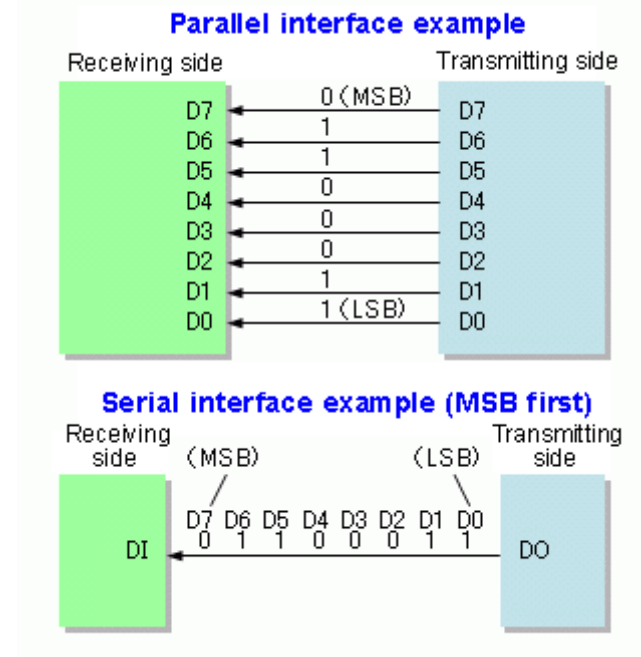 Parallel interface example
Receiving side Transmitting side
D7 0(MSB) D7
D6 1 D6
D5 1 D5
D4 0 D4
D3 0 D3
D2 0 D2
D1 1 D1
D0 1(LSB) D0
Serial interface example (MSB first)
Receiving side
Transmitting side
(MSB) (LSB)
D7 D6 D5 D4 D3 D2 D1 D0
0 1 1 0 0 0 1 1
DI DO